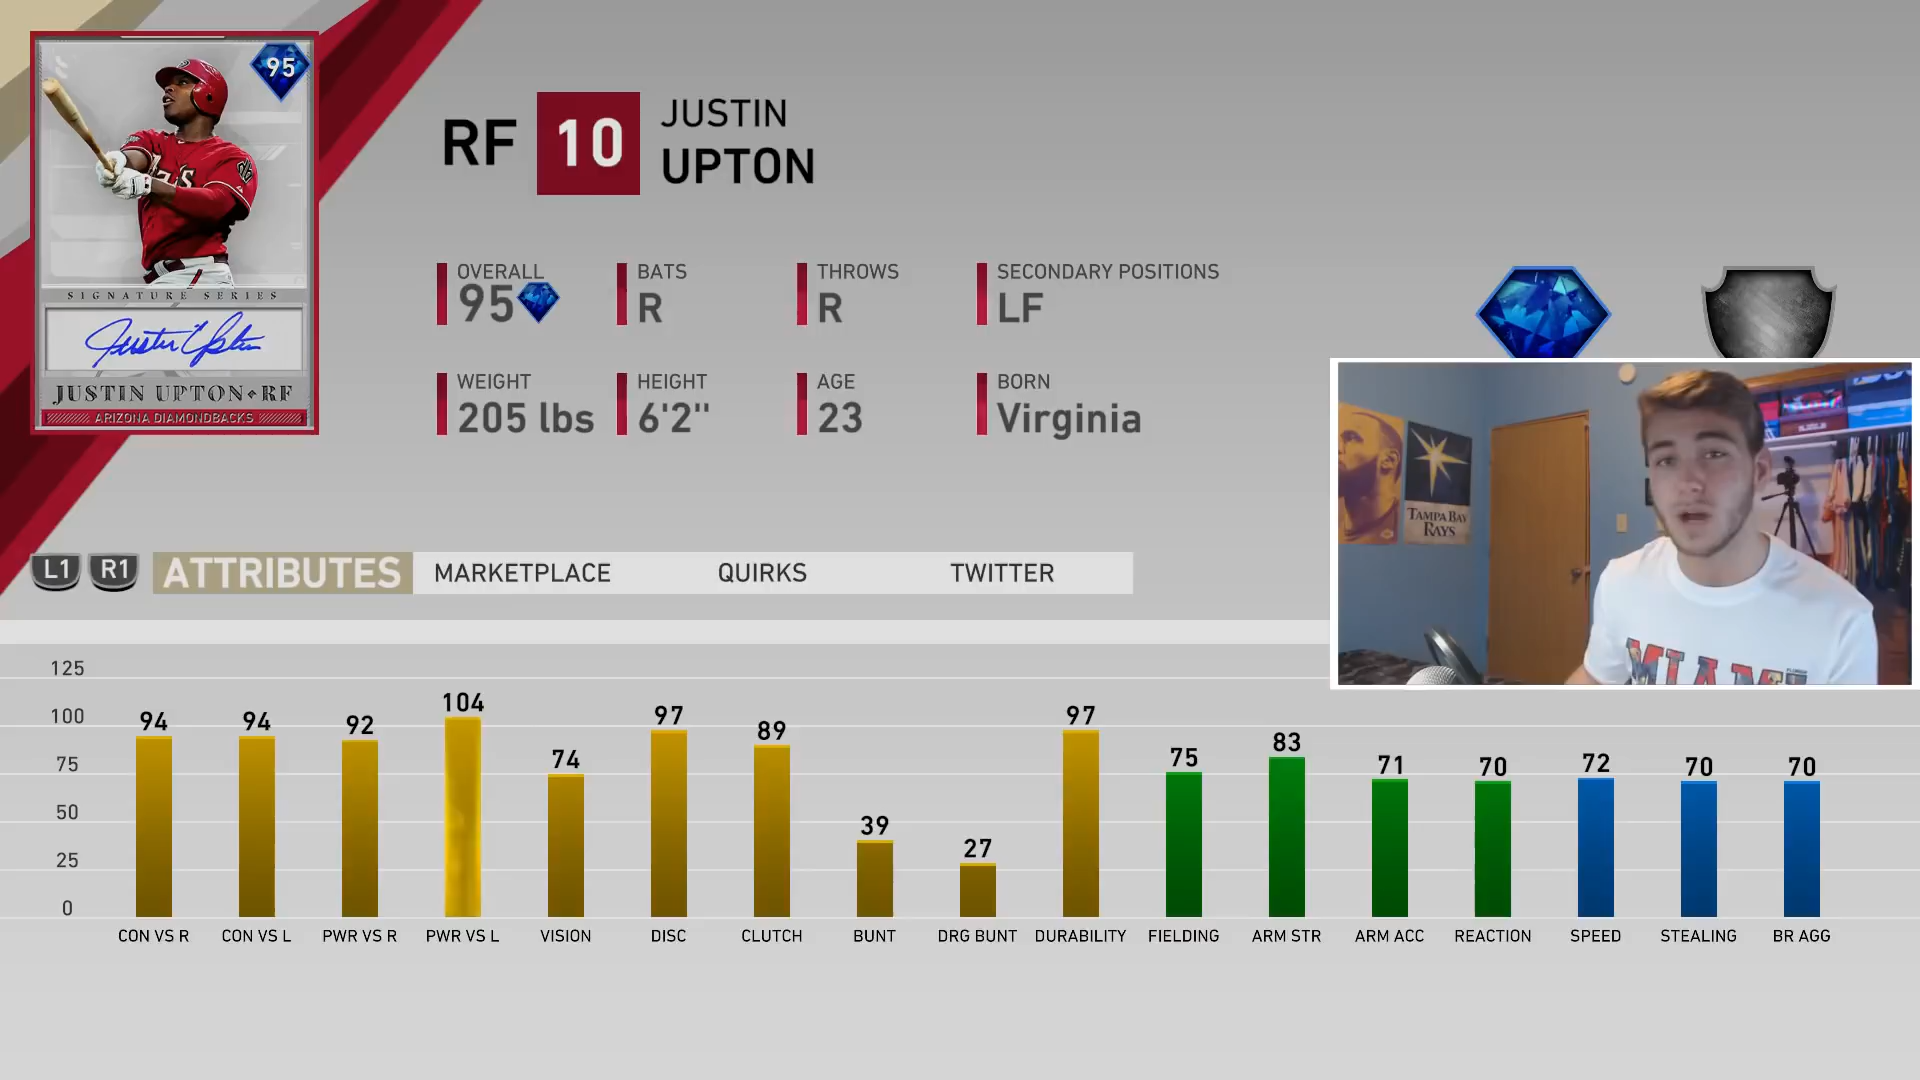 95
SIGNATURE SERIES
Justin Upton
JUSTIN UPTON RF
ARIZONA DIAMONDBACKS
RF 10 JUSTIN
UPTON
OVERALL BATS THROWS SECONDARY POSITIONS
95 R R LF
WEIGHT HEIGHT AGE BORN
205 lbs 6'2" 23 Virginia
TAMPA BAY
RAYS
MIAMI
L1 R1 ATTRIBUTES MARKETPLACE QUIRKS TWITTER
125
100
75
50
25
0
94 94 92 104 74 97 89 39 27 97 75 83 71 70 72 70 70
CON VS R CON VS L PWR VS R PWR VS L VISION DISC CLUTCH BUNT DRG BUNT DURABILITY FIELDING ARM STR ARM ACC REACTION SPEED STEALING BR AGG